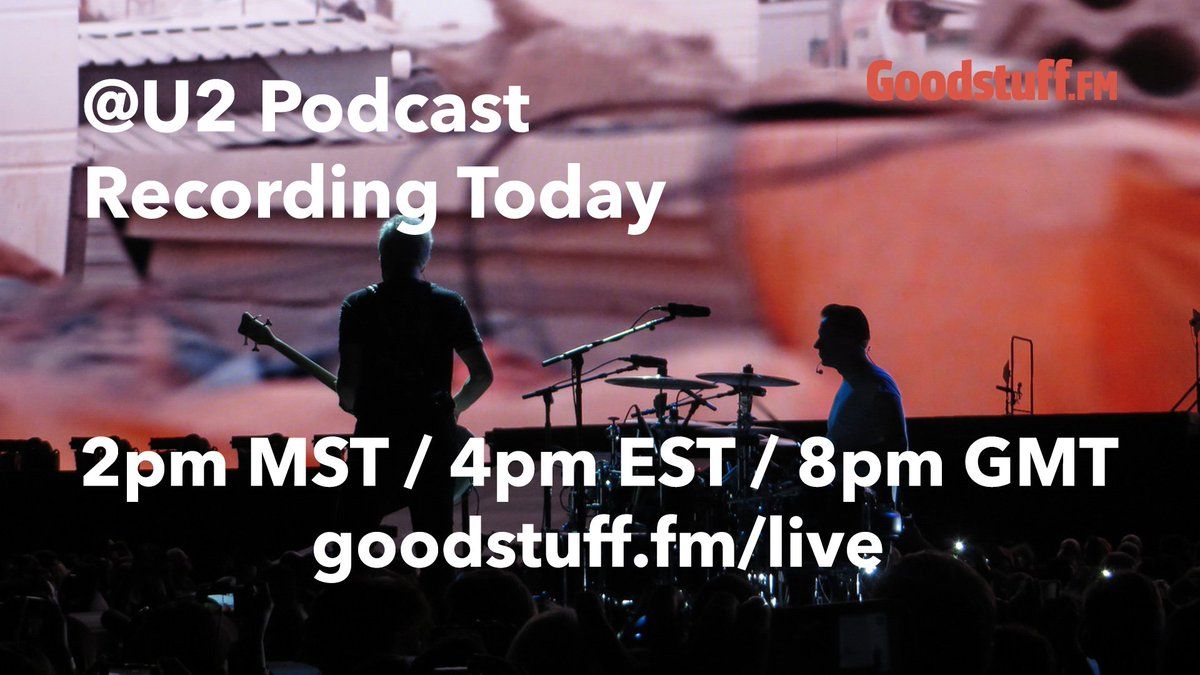 @U2 Podcast
Goodstuff.FM
Recording Today
2pm MST / 4pm EST / 8pm GMT
goodstuff.fm/live